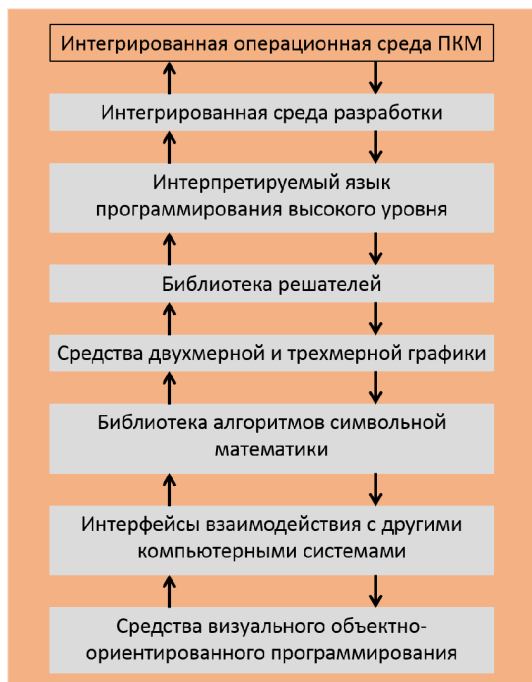 Интегрированная операционная среда ПКМ
Интегрированная среда разработки
Интерпретируемый язык
программирования высокого уровня
Библиотека решателей
Средства двухмерной и трехмерной графики
Библиотека алгоритмов символьной
математики
Интерфейсы взаимодействия с другими
компьютерными системами
Средства визуального объектно-
ориентированного программирования